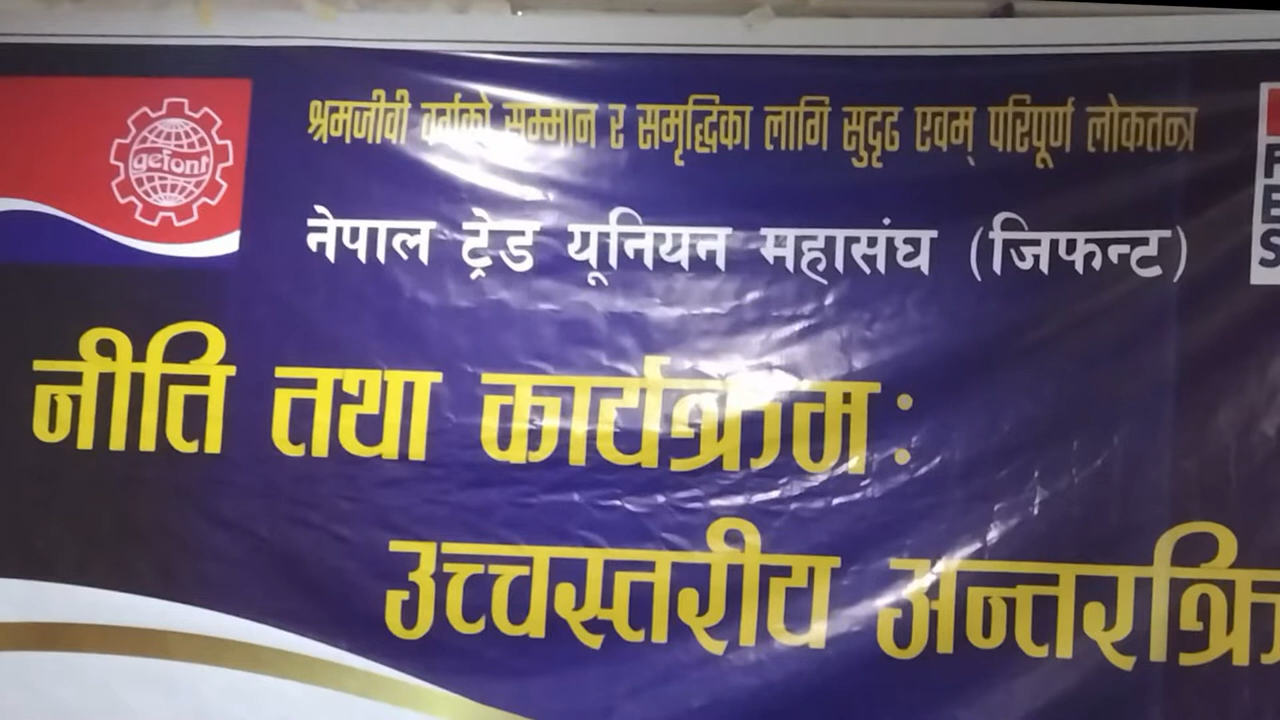 gefont
श्रमजीवी वर्गको सम्मान र समृद्धिका लागि सुदृढ एवम् परिपूर्ण लोकतन्त्र
नेपाल ट्रेड यूनियन महासंघ (जिफन्ट)
F
E
S
नीति तथा कार्यक्रम:
उच्चस्तरीय